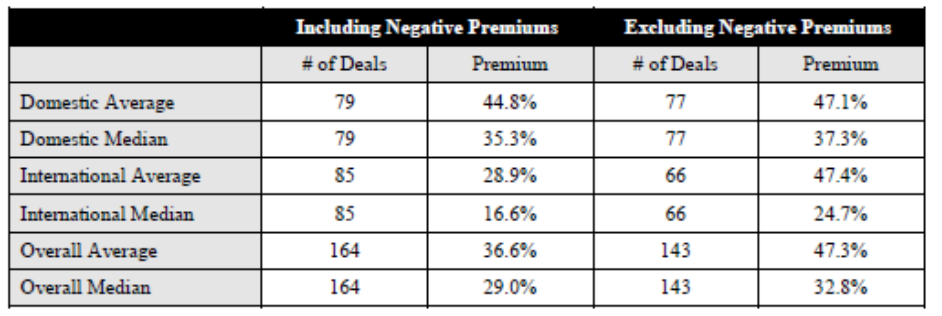 Including Negative Premiums Excluding Negative Premiums
# of Deals Premium # of Deals Premium
Domestic Average 79 44.8% 77 47.1%
Domestic Median 79 35.3% 77 37.3%
International Average 85 28.9% 66 47.4%
International Median 85 16.6% 66 24.7%
Overall Average 164 36.6% 143 47.3%
Overall Median 164 29.0% 143 32.8%